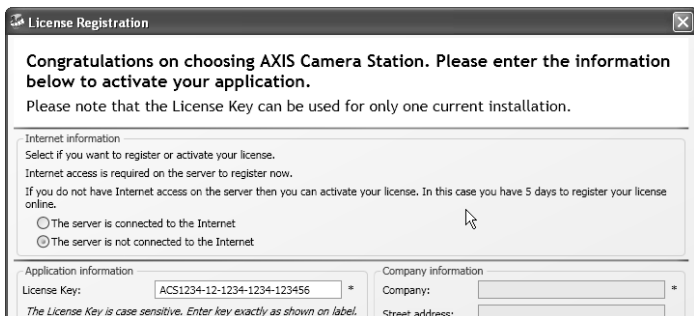 License Registration
Congratulations on choosing AXIS Camera Station. Please enter the information
below to activate your application.
Please note that the License Key can be used for only one current installation.
Internet information
Select if you want to register or activate your license.
Internet access is required on the server to register now.
If you do not have Internet access on the server then you can activate your license. In this case you have 5 days to register your license
online.
The server is connected to the Internet
The server is not connected to the Internet
Application information
License Key: ACS1234-12-1234-1234-123456 *
The License Key is case sensitive. Enter key exactly as shown on label.
Company information
Company: *
Street address: